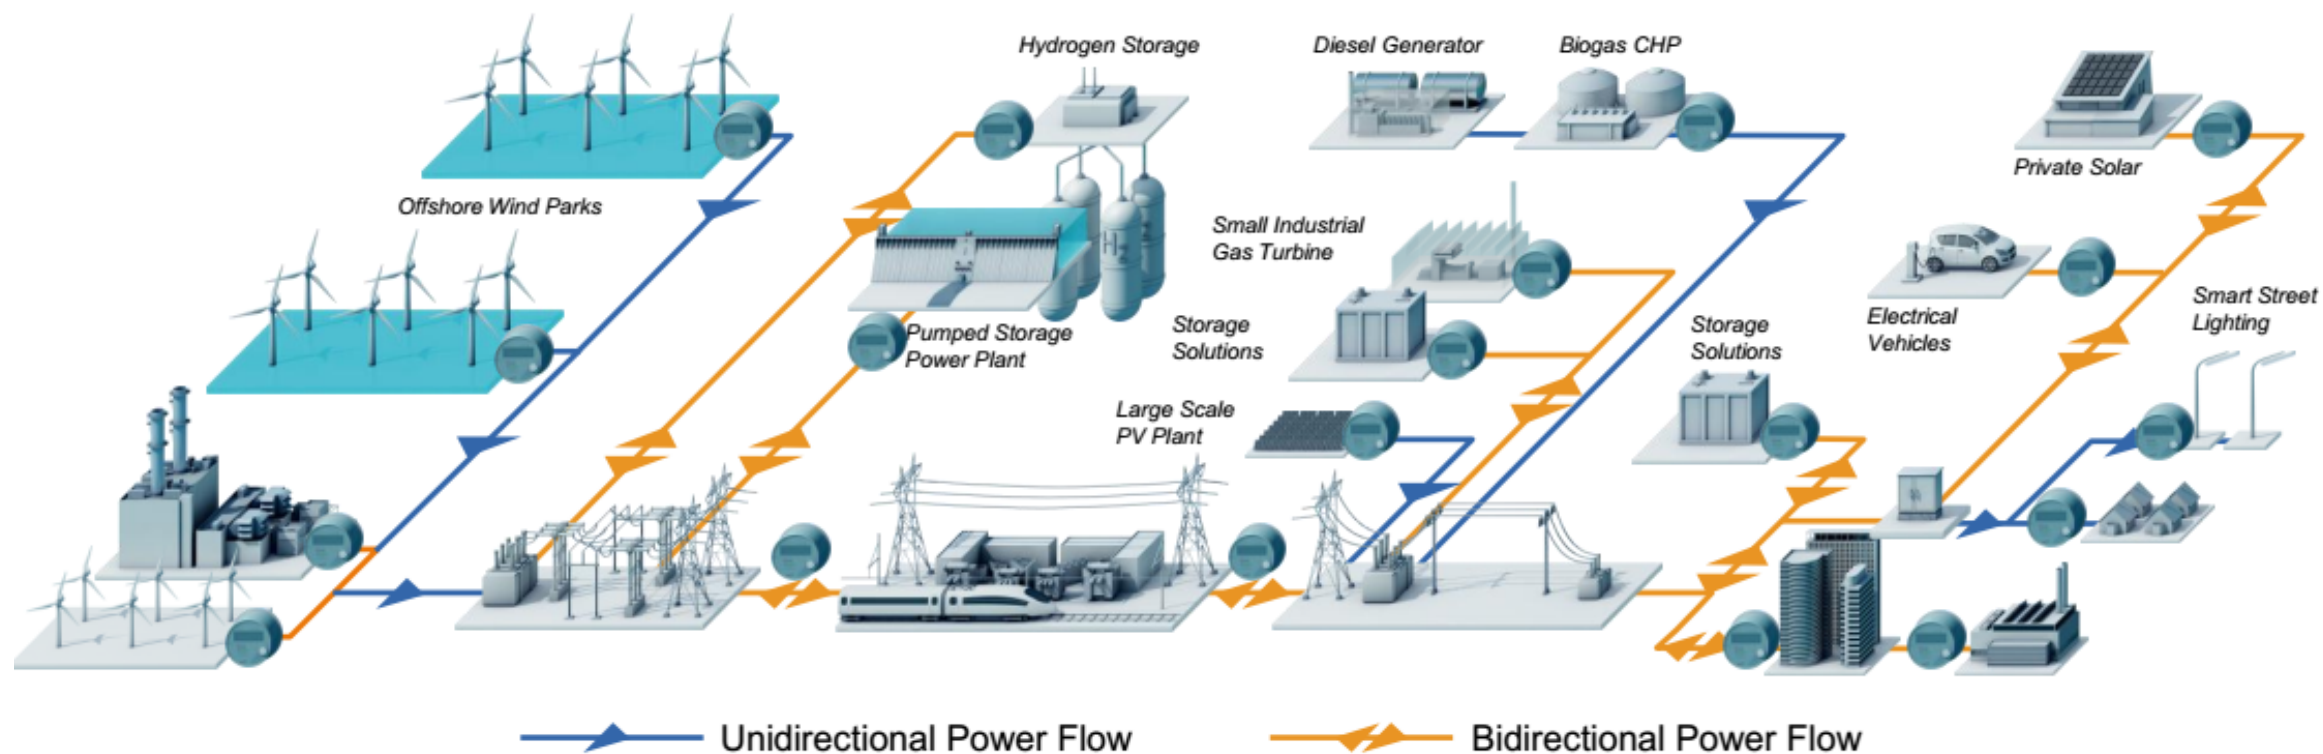 Hydrogen Storage
Diesel Generator
Biogas CHP
Private Solar
Offshore Wind Parks
Small Industrial
Gas Turbine
Pumped Storage
Power Plant
Storage
Solutions
Storage
Solutions
Electrical
Vehicles
Smart Street
Lighting
Large Scale
PV Plant
H2
Unidirectional Power Flow
Bidirectional Power Flow